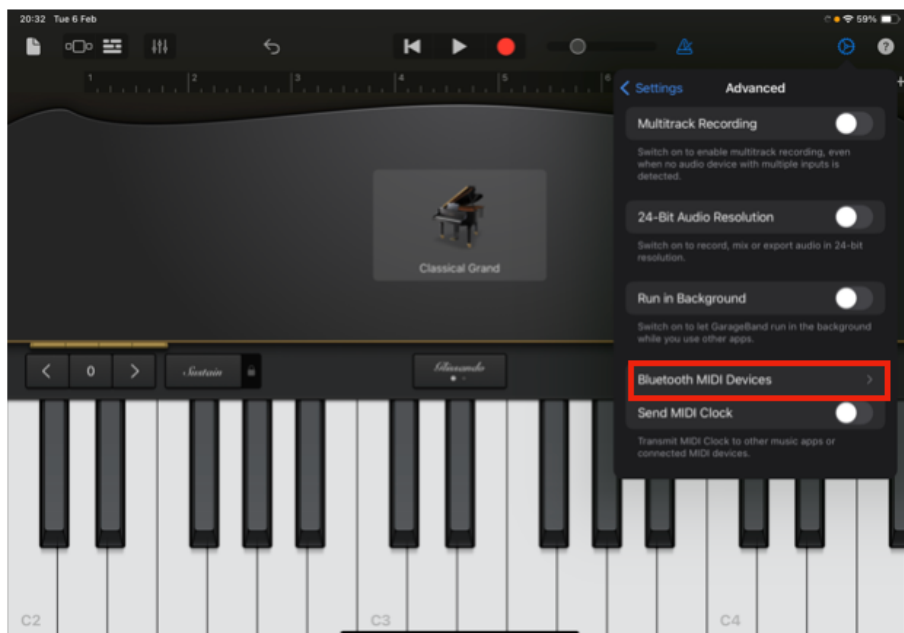 20:32 Tue 6 Feb
59%
1 2 3 4 5 6
Settings Advanced
Multitrack Recording
Switch on to enable multitrack recording, even
when no audio device with multiple inputs is
detected.
24-Bit Audio Resolution
Switch on to record, mix or export audio in 24-bit
resolution.
Run in Background
Switch on to let GarageBand run in the background
while you use other apps.
Bluetooth MIDI Devices
Send MIDI Clock
Transmit MIDI Clock to other music apps or
connected MIDI devices.
Classical Grand
0 Sustain Glissando
C2 C3 C4